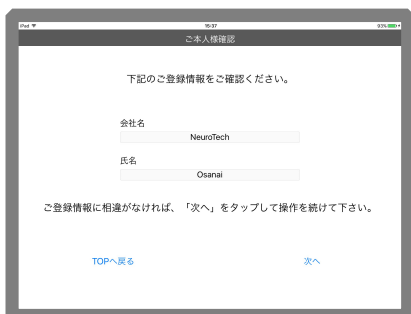 iPad
15:37
93%
ご本人様確認
下記のご登録情報をご確認ください。
会社名
NeuroTech
氏名
Osanai
ご登録情報に相違がなければ、「次へ」をタップして操作を続けて下さい。
TOPへ戻る
次へ